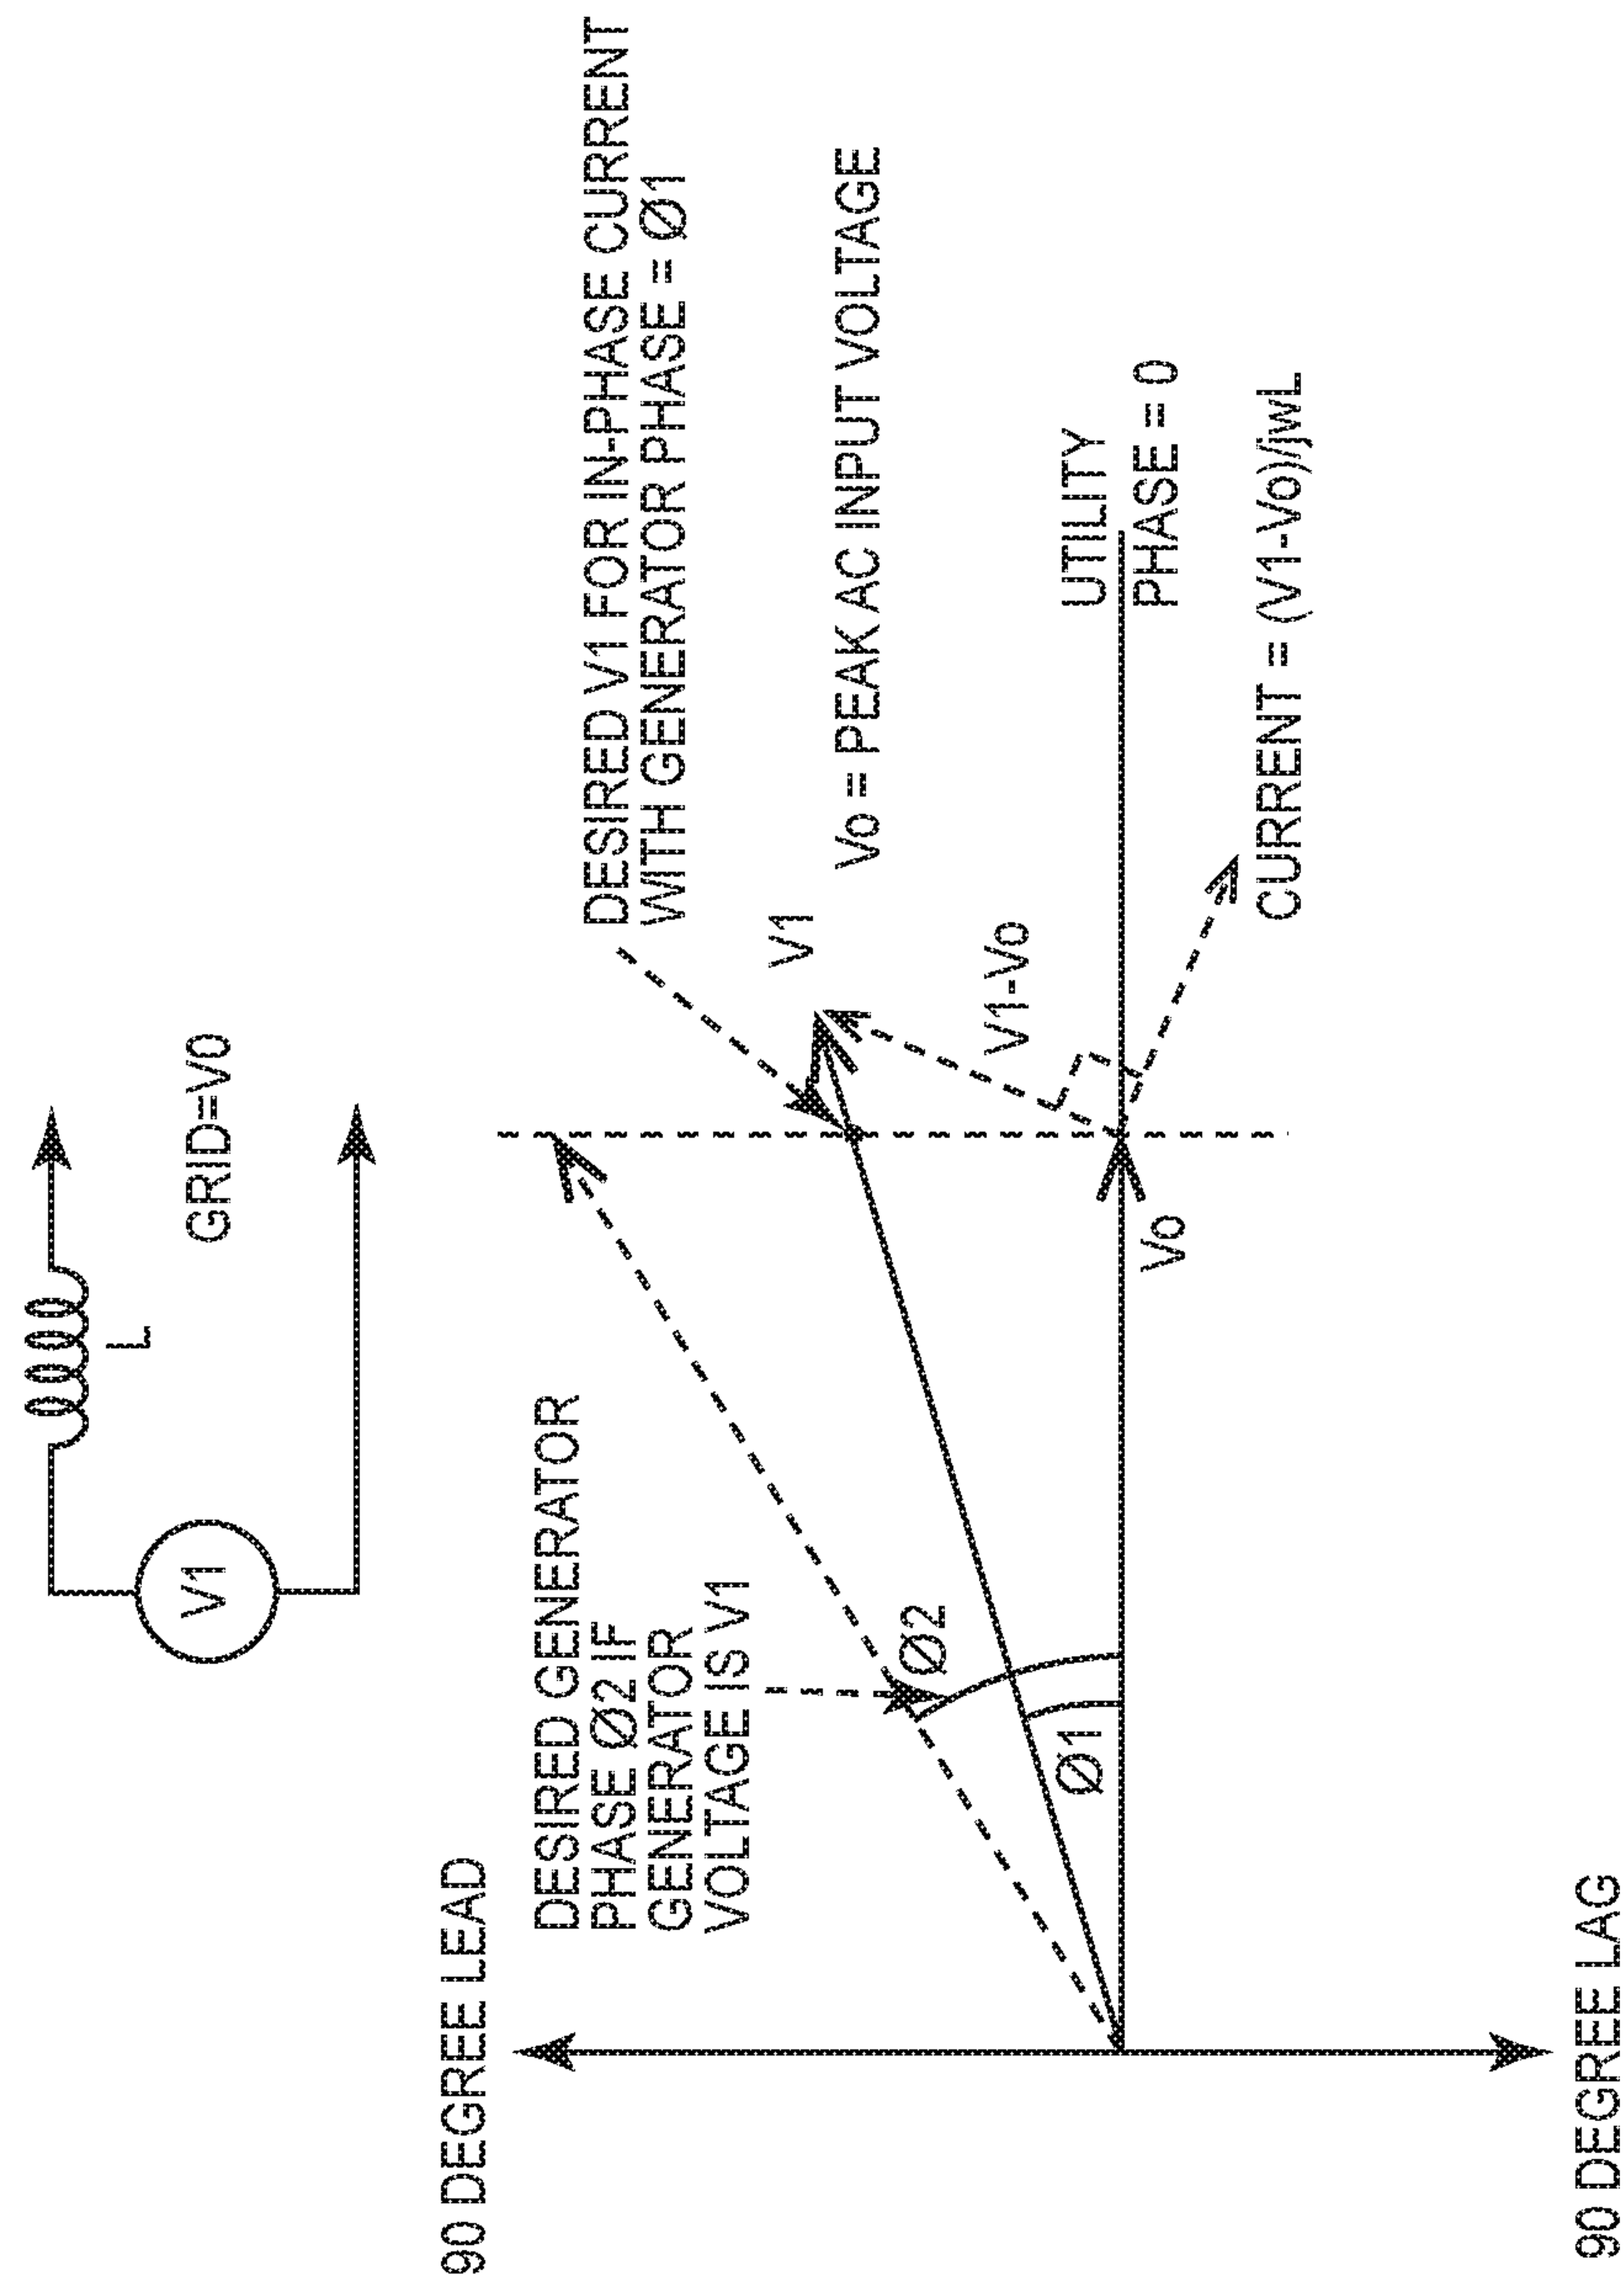 L
V1
GRID=V0
90 DEGREE LEAD
DESIRED GENERATOR
PHASE Ø2 IF
GENERATOR
VOLTAGE IS V1
DESIRED V1 FOR IN-PHASE CURRENT
WITH GENERATOR PHASE = Ø1
V1
Vo = PEAK AC INPUT VOLTAGE
Ø2
V1-Vo
Ø1
UTILITY
PHASE = 0
Vo
CURRENT = (V1-Vo)/jwL
90 DEGREE LAG